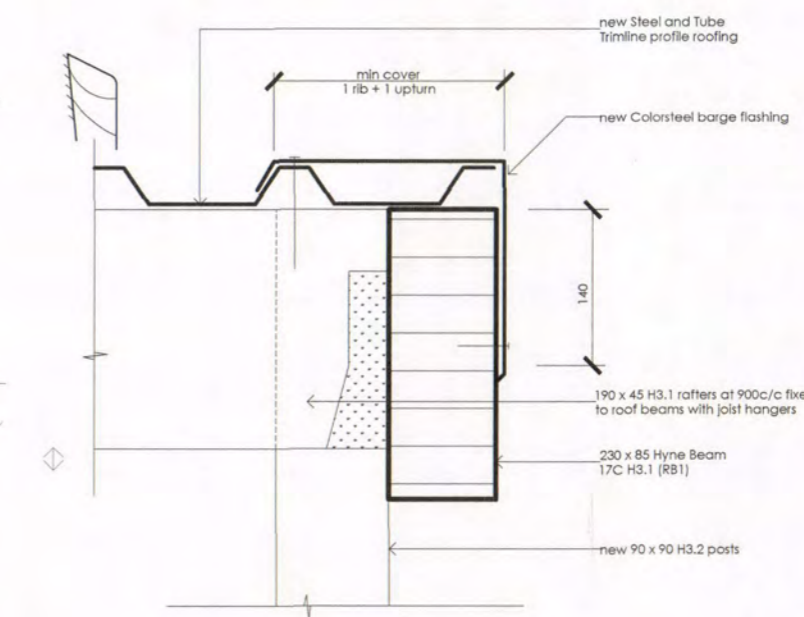 new Steel and Tube
Trimline profile roofing
min cover
1 rib + 1 upturn
new Colorsteel barge flashing
140
190 x 45 H3.1 rafters at 900c/c fixe
to roof beams with joist hangers
230 x 85 Hyne Beam
17C H3.1 (RB1)
new 90 x 90 H3.2 posts